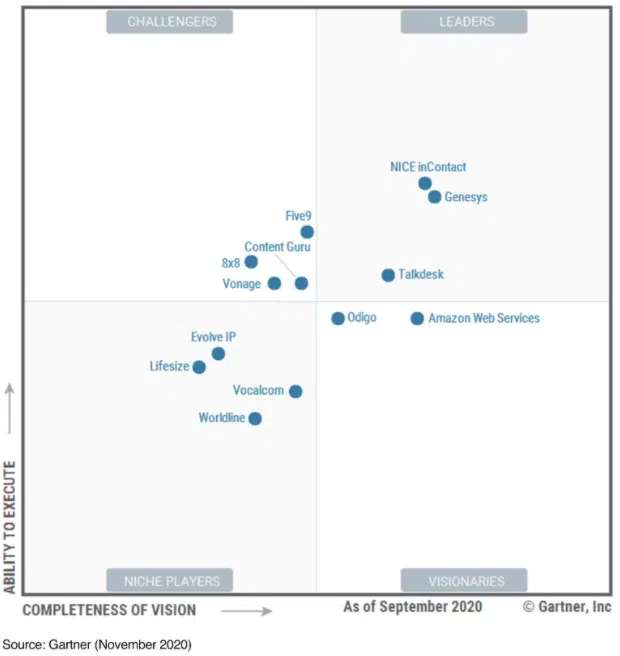 CHALLENGERS
LEADERS
NICE inContact
Genesys
Five9
Content Guru
8x8
Talkdesk
Vonage
Odigo
Amazon Web Services
Evolve IP
Lifesize
Vocalcom
Worldline
ABILITY TO EXECUTE
NICHE PLAYERS
VISIONARIES
COMPLETENESS OF VISION
As of September 2020
© Gartner, Inc
Source: Gartner (November 2020)